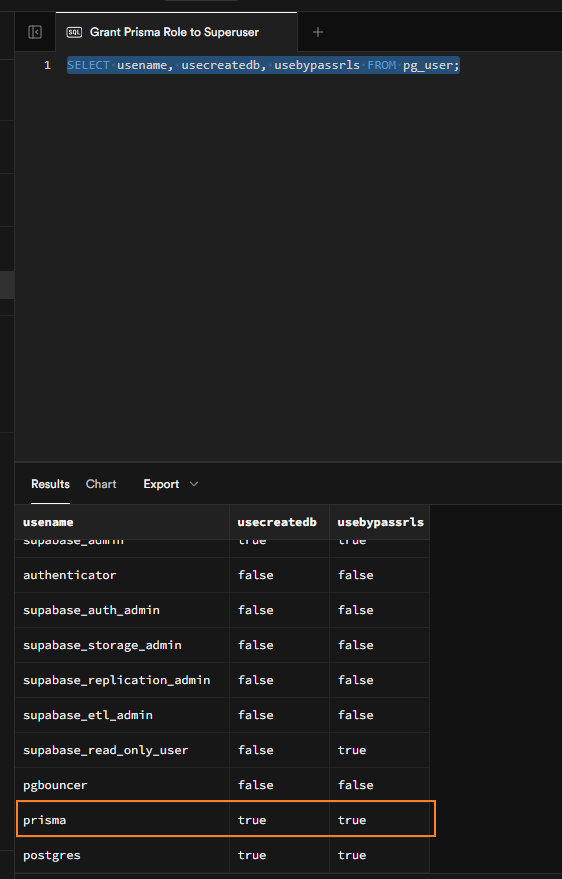 SQL Grant Prisma Role to Superuser
1 SELECT usename, usecreatedb, usebypassrls FROM pg_user;
Results Chart Export
usename usecreatedb usebypassrls
supabase_admin true true
authenticator false false
supabase_auth_admin false false
supabase_storage_admin false false
supabase_replication_admin false false
supabase_etl_admin false false
supabase_read_only_user false true
pgbouncer false false
prisma true true
postgres true true